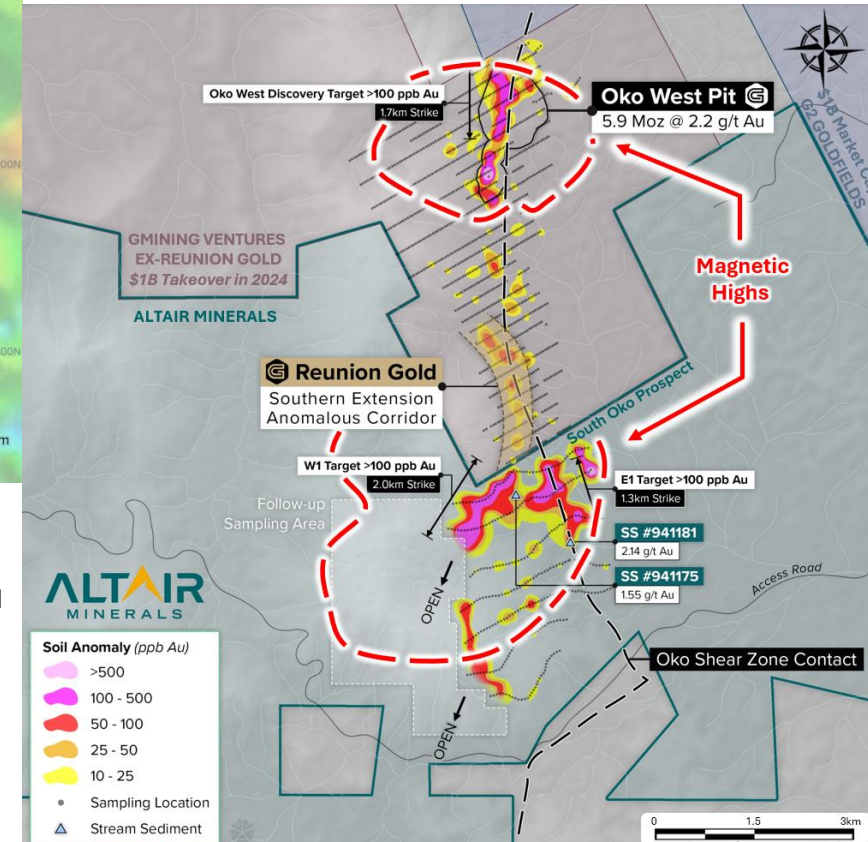 Oko West Discovery Target >100 ppb Au
1.7km Strike
Oko West Pit
5.9 Moz @ 2.2 g/t Au
$1B Market Ca
G2 GOLDFIELDS
GMINING VENTURES
EX-REUNION GOLD
$1B Takeover in 2024
ALTAIR MINERALS
Magnetic
Highs
Reunion Gold
Southern Extension
Anomalous Corridor
South Oko Prospect
W1 Target >100 ppb Au
2.0km Strike
E1 Target >100 ppb Au
1.3km Strike
Follow-up
Sampling Area
SS #941181
2.14 g/t Au
SS #941175
1.55 g/t Au
OPEN
Access Road
ALTAIR
MINERALS
Oko Shear Zone Contact
OPEN
Soil Anomaly (ppb Au)
>500
100 - 500
50 - 100
25 - 50
10 - 25
Sampling Location
Stream Sediment
0 1.5 3km